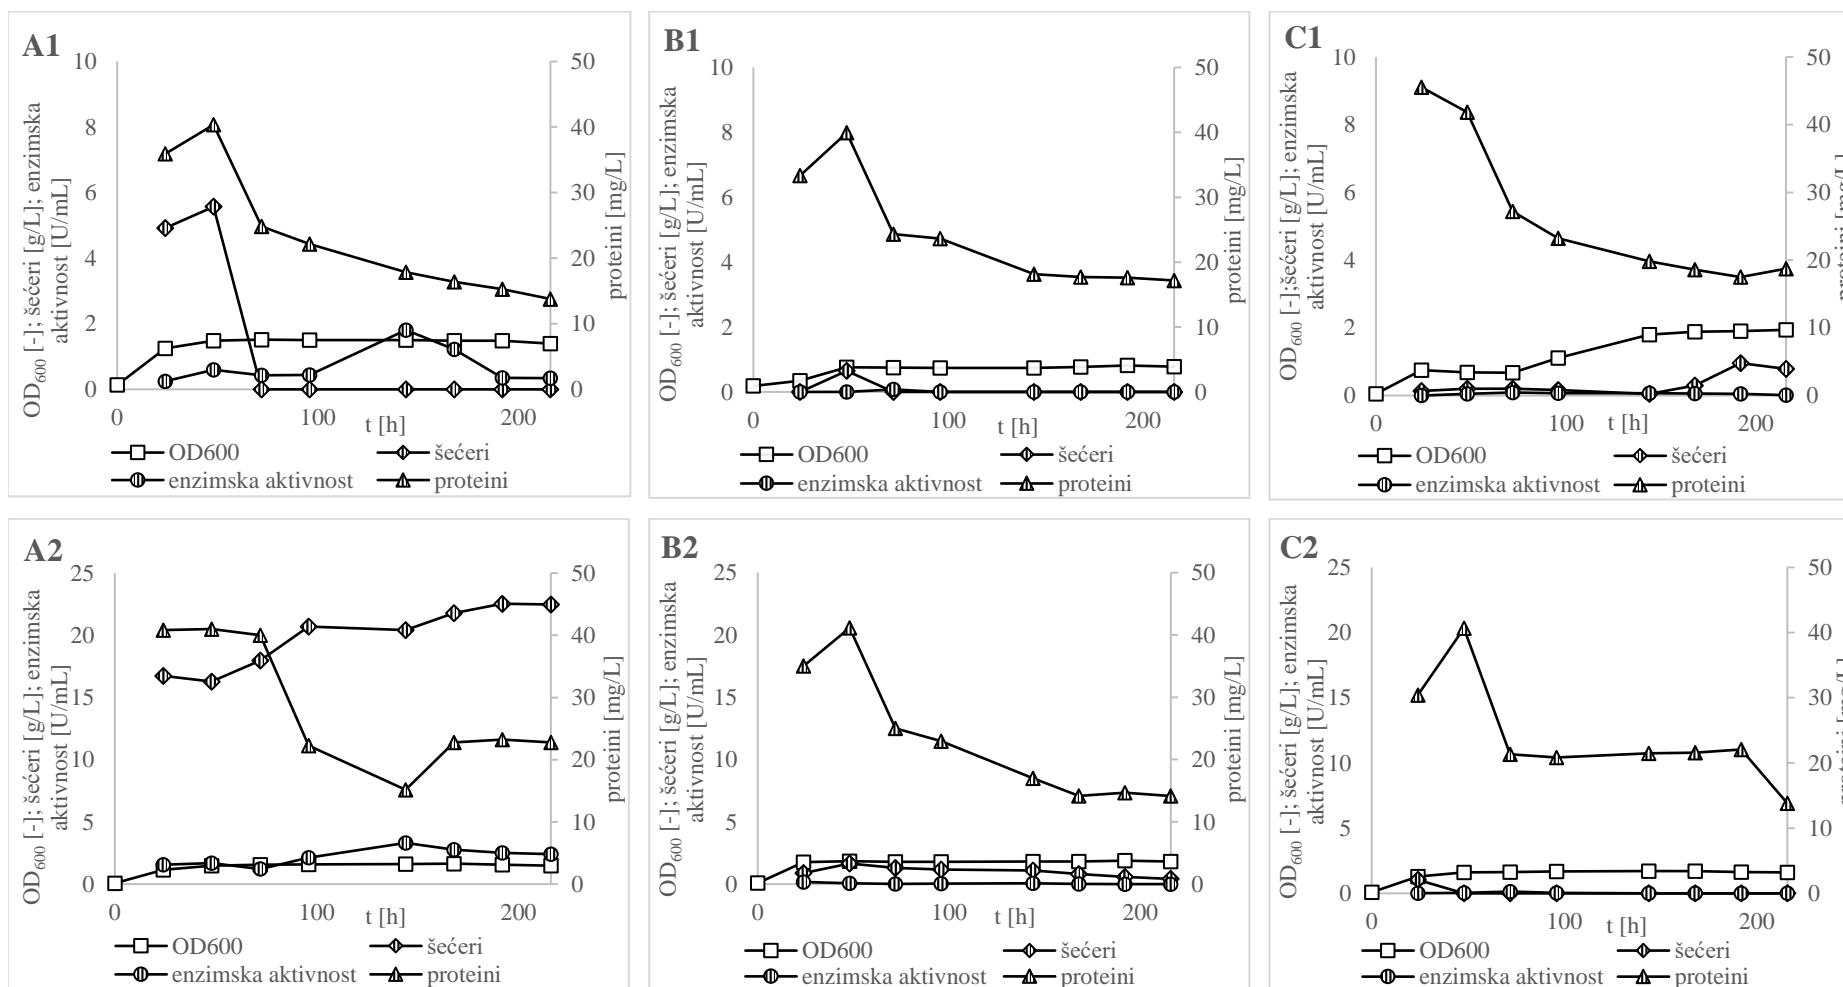 A1
OD600 [-]; šećeri [g/L]; enzimska
aktivnost [U/mL]
10
8
6
4
2
0
50
40
30
20
10
0
proteini [mg/L]
0
100
200
t [h]
OD600
šećeri
enzimska aktivnost
proteini
B1
OD600 [-]; šećeri [g/L]; enzimska
aktivnost [U/mL]
10
8
6
4
2
0
50
40
30
20
10
0
proteini [mg/L]
0
100
200
t [h]
OD600
šećeri
enzimska aktivnost
proteini
C1
OD600 [-];šećeri [g/L]; enzimska
aktivnost [U/mL]
10
8
6
4
2
0
50
40
30
20
10
0
proteini [mg/L]
0
100
200
t [h]
OD600
šećeri
enzimska aktivnost
proteini
A2
OD600 [-]; šećeri [g/L]; enzimska
aktivnost [U/mL]
25
20
15
10
5
0
50
40
30
20
10
0
proteini [mg/L]
0
100
200
t [h]
OD600
šećeri
enzimska aktivnost
proteini
B2
OD600 [-]; šećeri [g/L]; enzimska
aktivnost [U/mL]
25
20
15
10
5
0
50
40
30
20
10
0
proteini [mg/L]
0
100
200
t [h]
OD600
šećeri
enzimska aktivnost
proteini
C2
OD600 [-]; šećeri [g/L]; enzimska
aktivnost [U/mL]
25
20
15
10
5
0
50
40
30
20
10
0
0
100
200
t [h]
OD600
šećeri
enzimska aktivnost
proteini